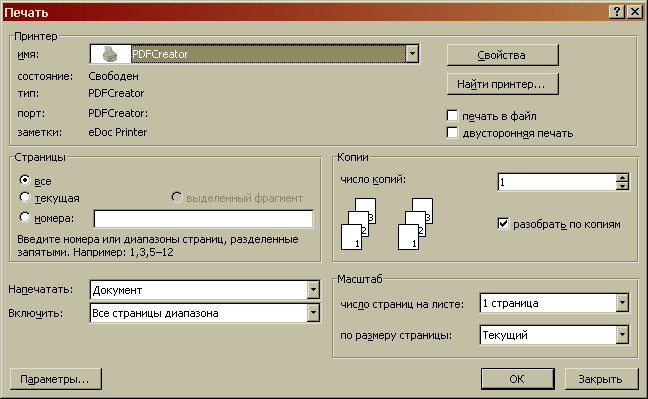 Печать
Принтер
имя: PDFCreator
Свойства
состояние: Свободен
Найти принтер...
тип: PDFCreator
порт: PDFCreator:
печать в файл
заметки: eDoc Printer
двусторонняя печать
Страницы
все
текущая
выделенный фрагмент
номера:
Введите номера или диапазоны страниц, разделенные
запятыми. Например: 1,3,5–12
Копии
число копий: 1
3 3
2 2
1 1
разобрать по копиям
Напечатать: Документ
Включить: Все страницы диапазона
Масштаб
число страниц на листе: 1 страница
по размеру страницы: Текущий
Параметры...
OK
Закрыть